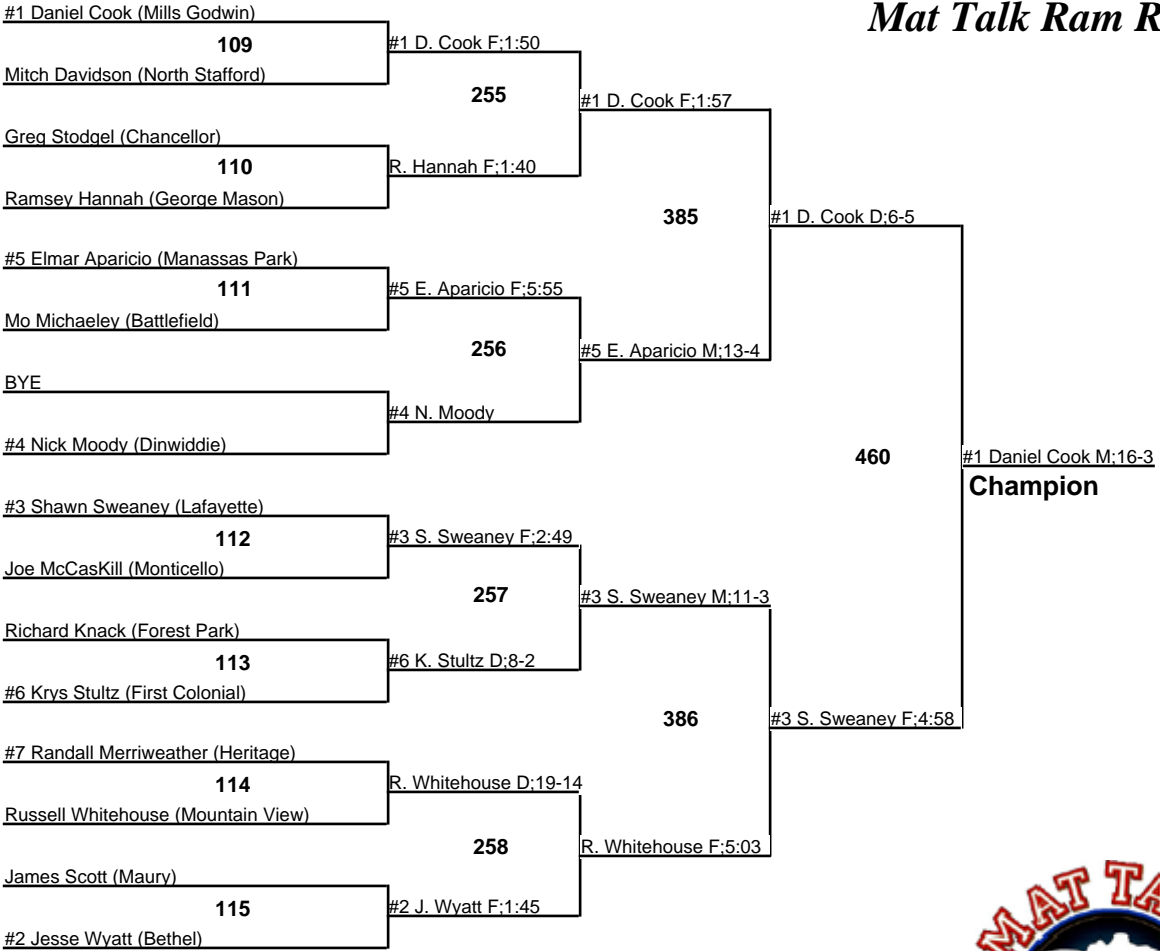 Mat Talk Ram R
#1 Daniel Cook (Mills Godwin)
109
Mitch Davidson (North Stafford)
#1 D. Cook F;1:50
255
#1 D. Cook F;1:57
Greg Stodgel (Chancellor)
110
Ramsey Hannah (George Mason)
R. Hannah F;1:40
385
#1 D. Cook D;6-5
#5 Elmar Aparicio (Manassas Park)
111
Mo Michaeley (Battlefield)
#5 E. Aparicio F;5:55
256
#5 E. Aparicio M;13-4
BYE
#4 Nick Moody (Dinwiddie)
#4 N. Moody
460
#1 Daniel Cook M;16-3
Champion
#3 Shawn Sweaney (Lafayette)
112
Joe McCasKill (Monticello)
#3 S. Sweaney F;2:49
257
#3 S. Sweaney M;11-3
Richard Knack (Forest Park)
113
#6 Krys Stultz (First Colonial)
#6 K. Stultz D;8-2
386
#3 S. Sweaney F;4:58
#7 Randall Merriweather (Heritage)
114
Russell Whitehouse (Mountain View)
R. Whitehouse D;19-14
258
R. Whitehouse F;5:03
James Scott (Maury)
115
#2 Jesse Wyatt (Bethel)
#2 J. Wyatt F;1:45
MAT TA